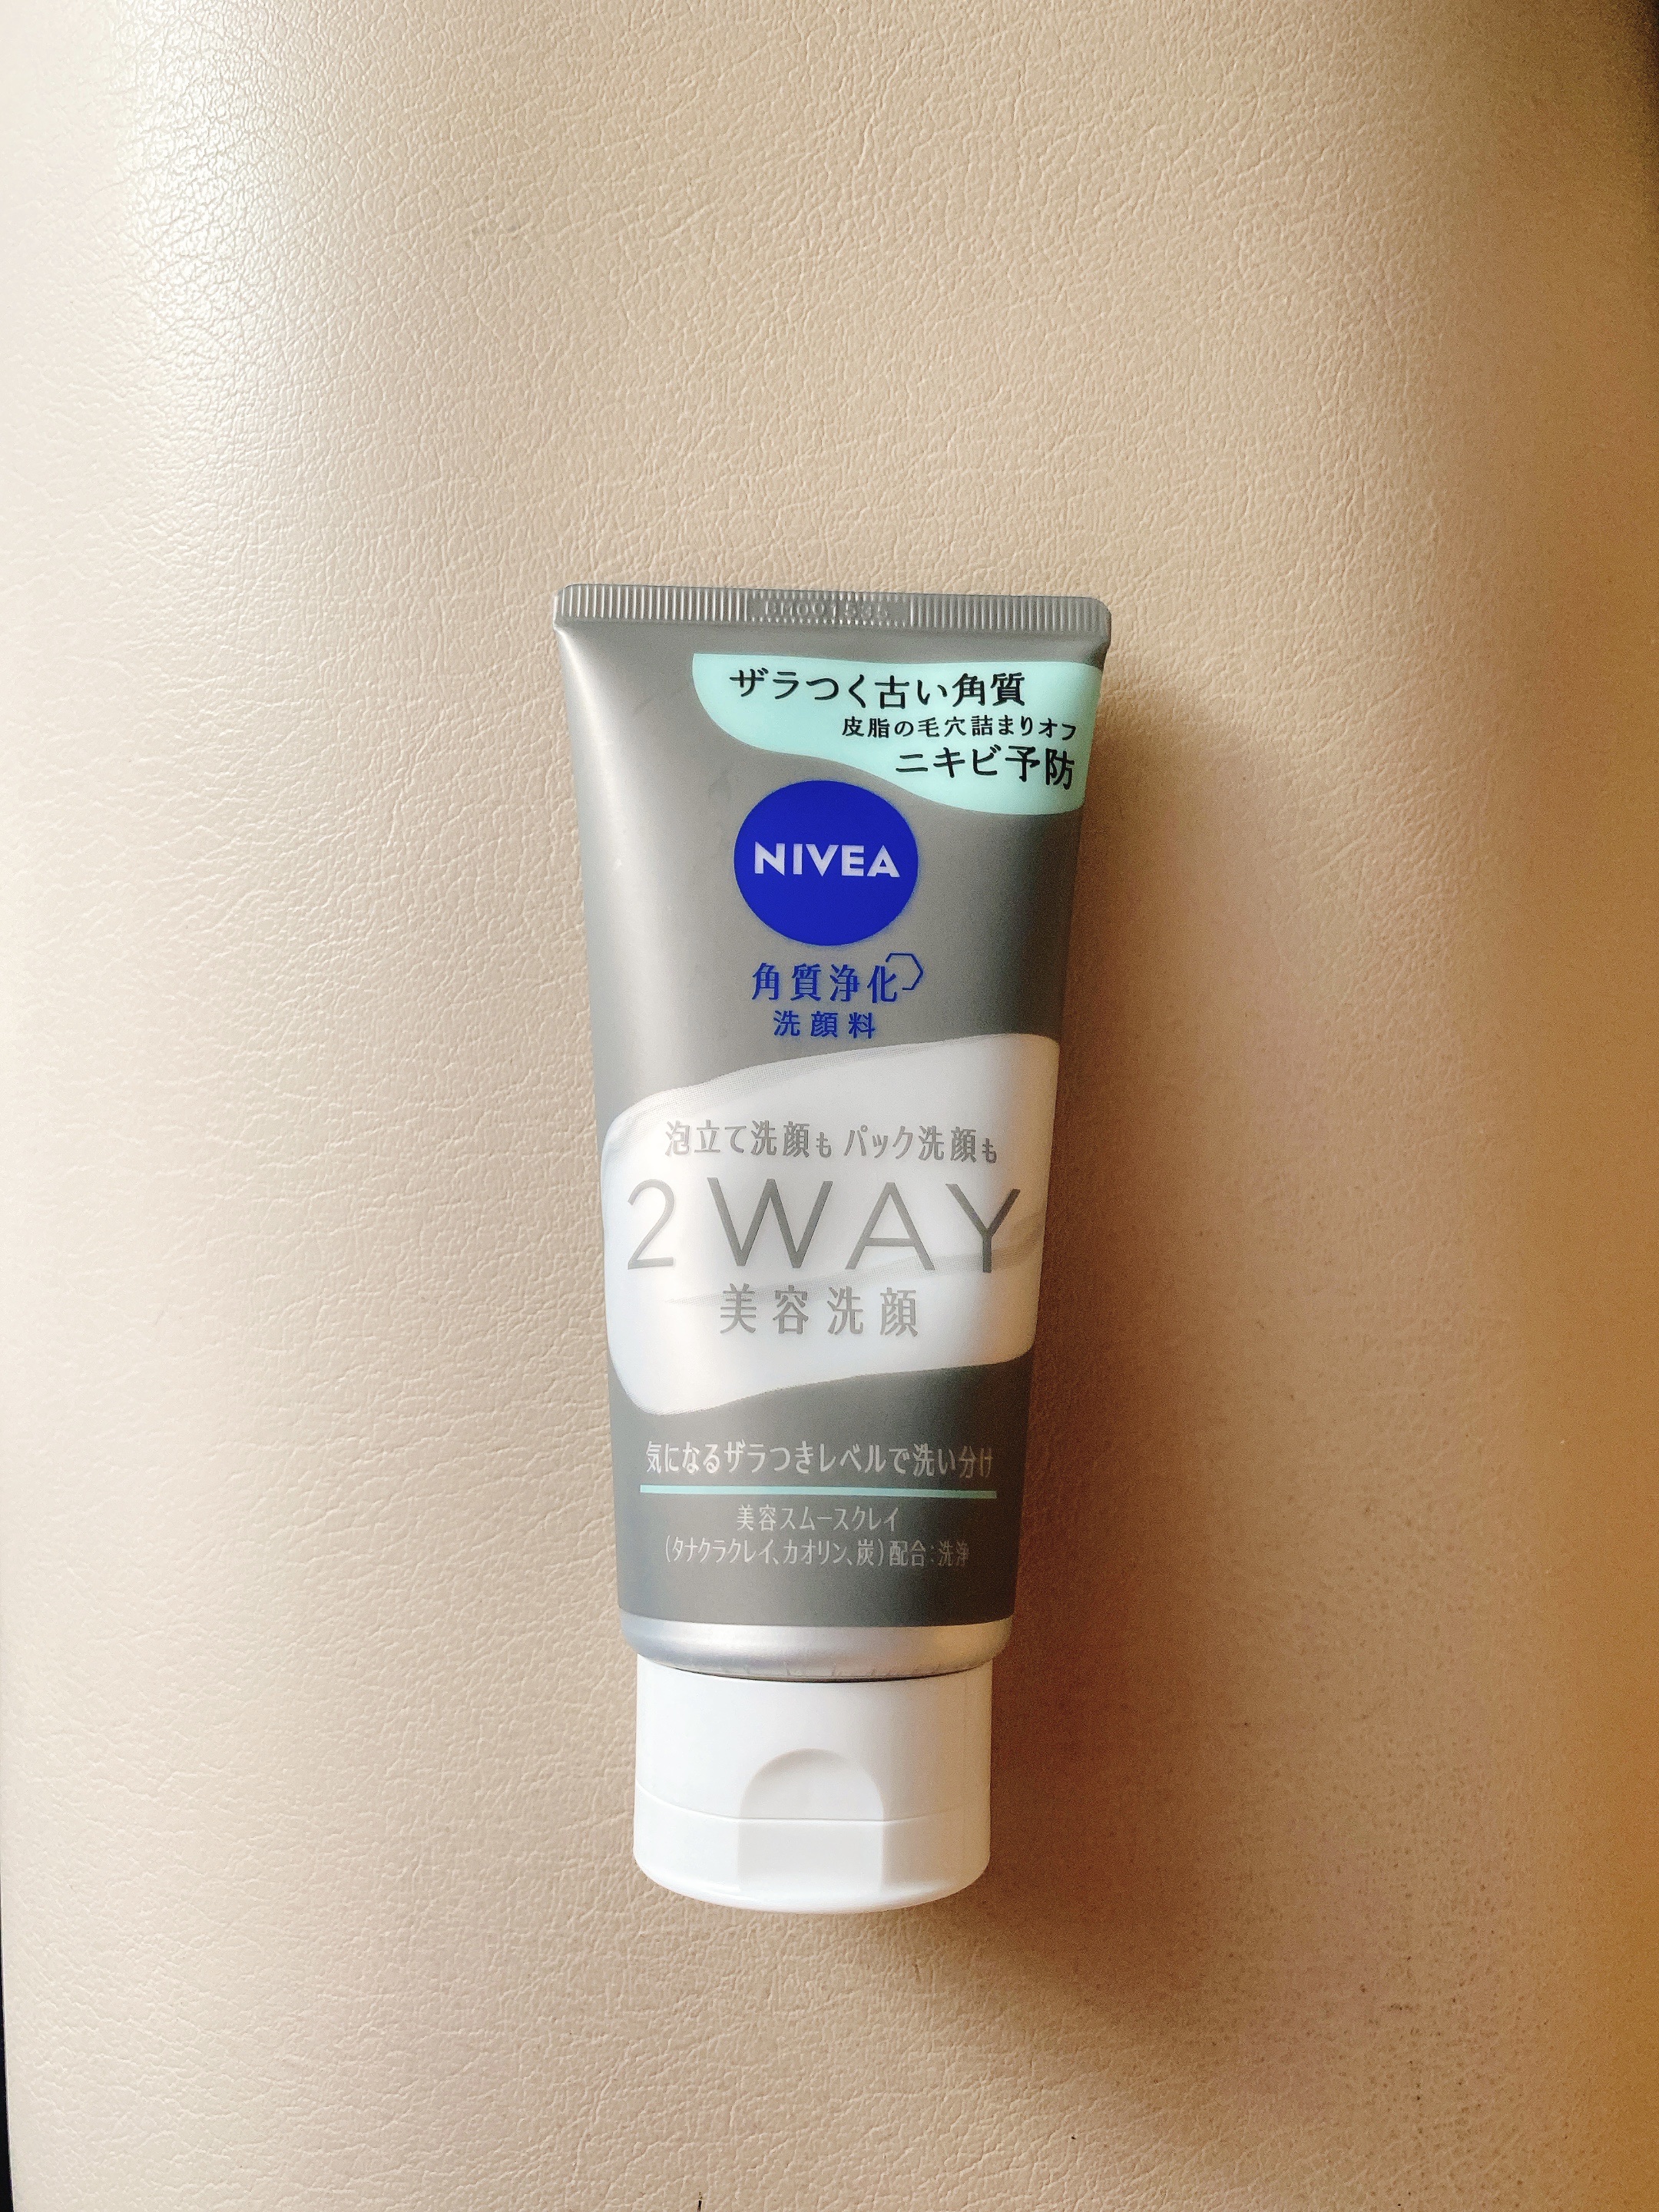 ザラつく古い角質
皮脂の毛穴詰まりオフ
ニキビ予防
NIVEA
角質浄化
洗顔料
泡立て洗顔も パック洗顔も
2WAY
美容洗顔
気になるザラつきレベルで洗い分け
美容スムースクレイ
(タナクラクレイ、カオリン、炭)配合:洗浄